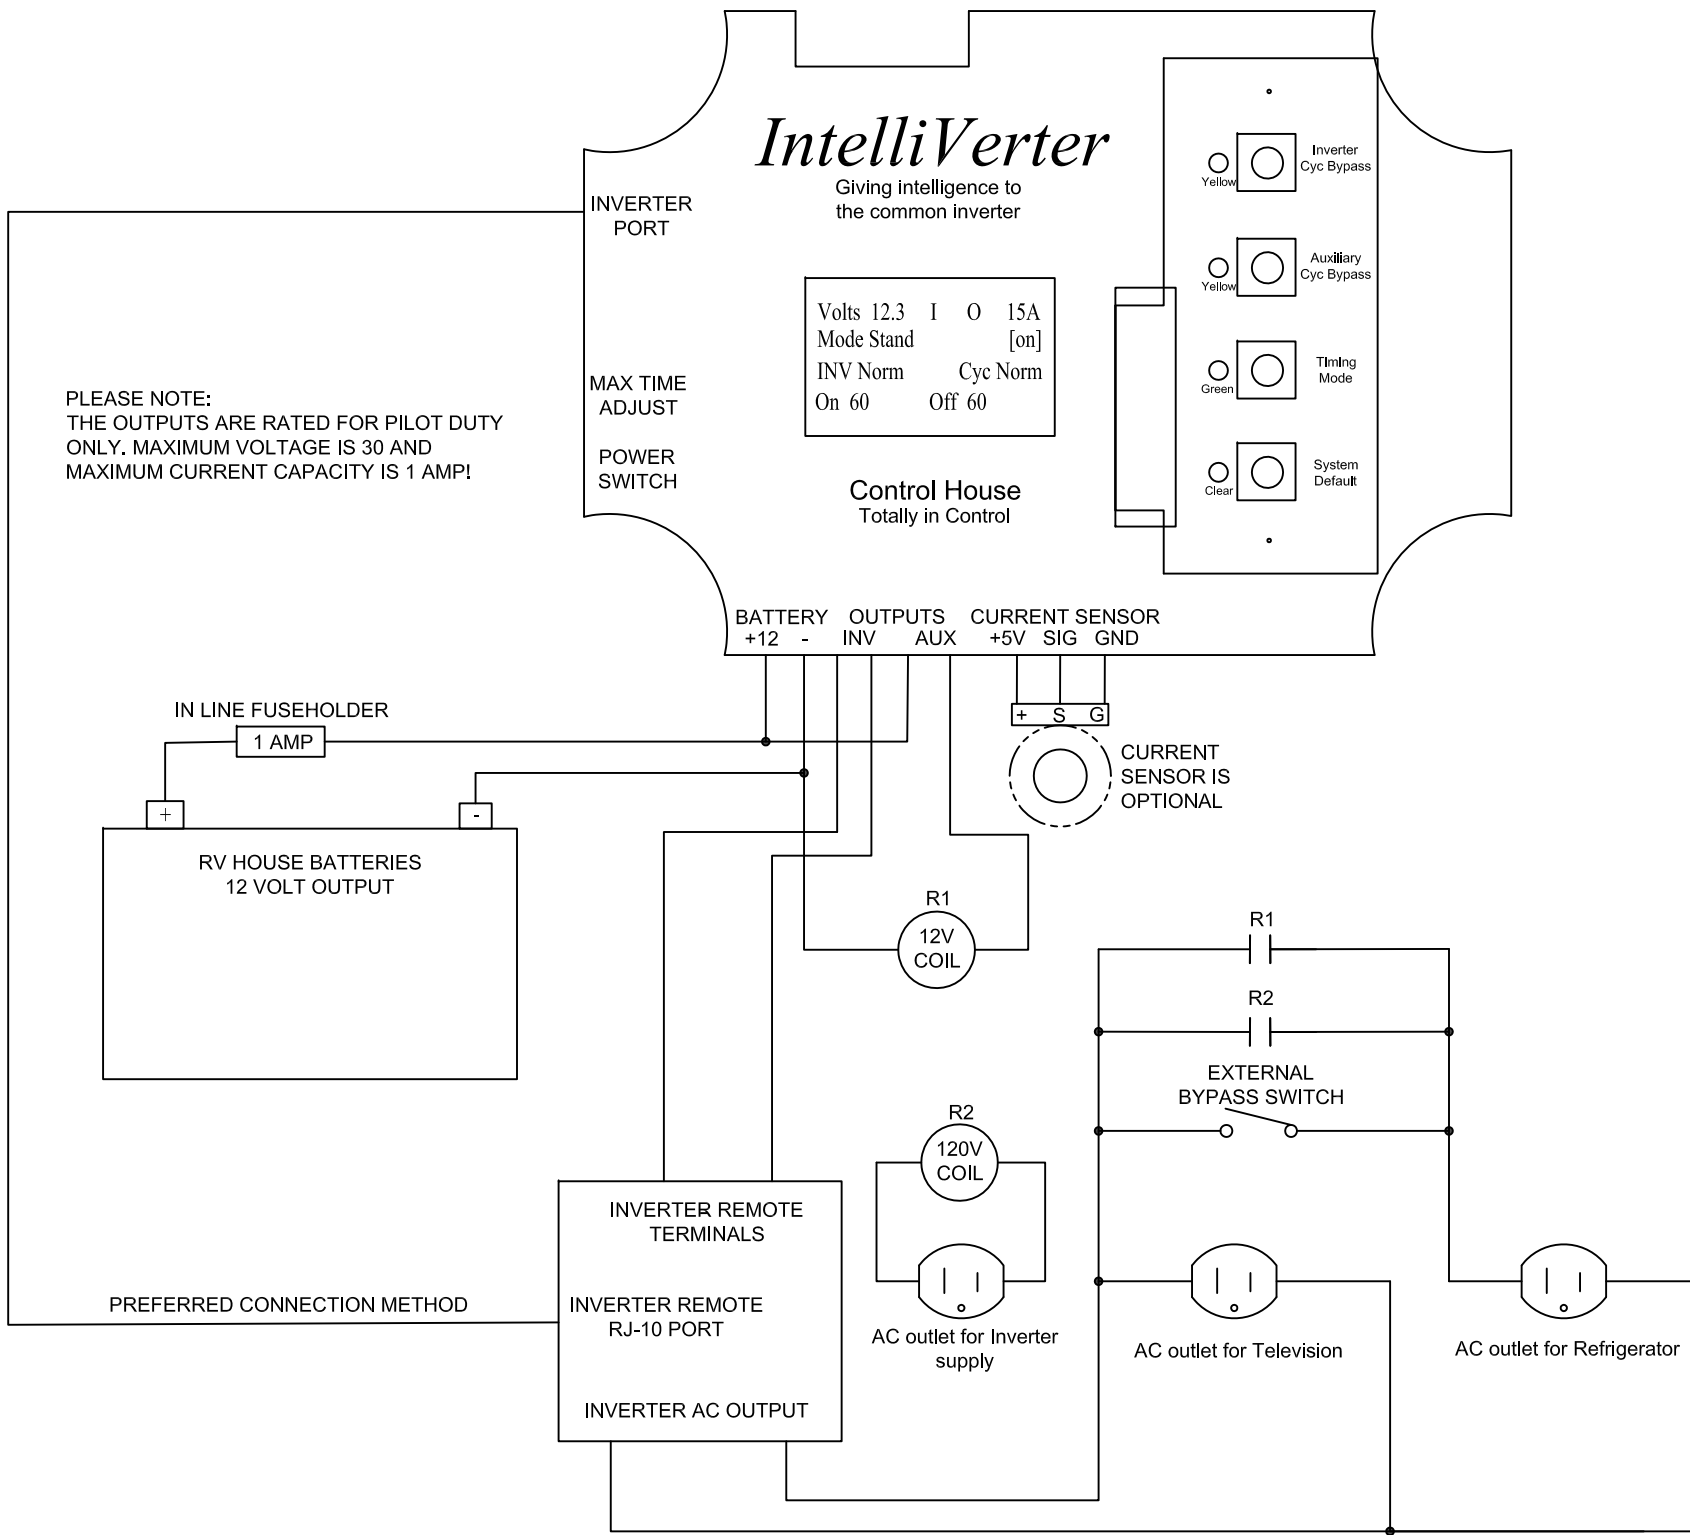 IntelliVerter
Giving intelligence to
the common inverter
INVERTER
PORT
MAX TIME
ADJUST
POWER
SWITCH
Volts 12.3 I O 15A
Mode Stand [on]
INV Norm Cyc Norm
On 60 Off 60
Control House
Totally in Control
Inverter
Cyc Bypass
Yellow
Auxiliary
Cyc Bypass
Yellow
Timing
Mode
Green
System
Default
Clear
PLEASE NOTE:
THE OUTPUTS ARE RATED FOR PILOT DUTY
ONLY. MAXIMUM VOLTAGE IS 30 AND
MAXIMUM CURRENT CAPACITY IS 1 AMP!
BATTERY OUTPUTS CURRENT SENSOR
+12 - INV AUX +5V SIG GND
IN LINE FUSEHOLDER
1 AMP
+ S G
CURRENT
SENSOR IS
OPTIONAL
+ -
RV HOUSE BATTERIES
12 VOLT OUTPUT
R1
12V
COIL
R1
R2
EXTERNAL
BYPASS SWITCH
R2
120V
COIL
INVERTER REMOTE
TERMINALS
PREFERRED CONNECTION METHOD
INVERTER REMOTE
RJ-10 PORT
INVERTER AC OUTPUT
AC outlet for Inverter
supply
AC outlet for Television
AC outlet for Refrigerator